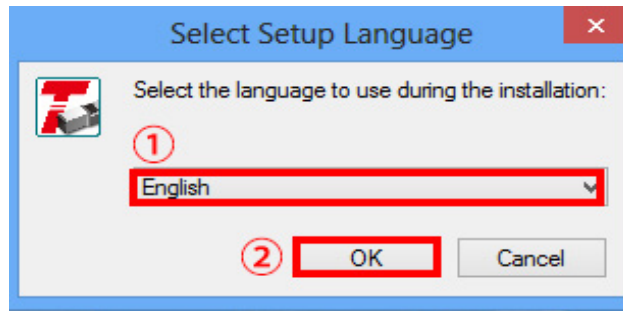 Select Setup Language
Select the language to use during the installation:
①
English
②
OK
Cancel